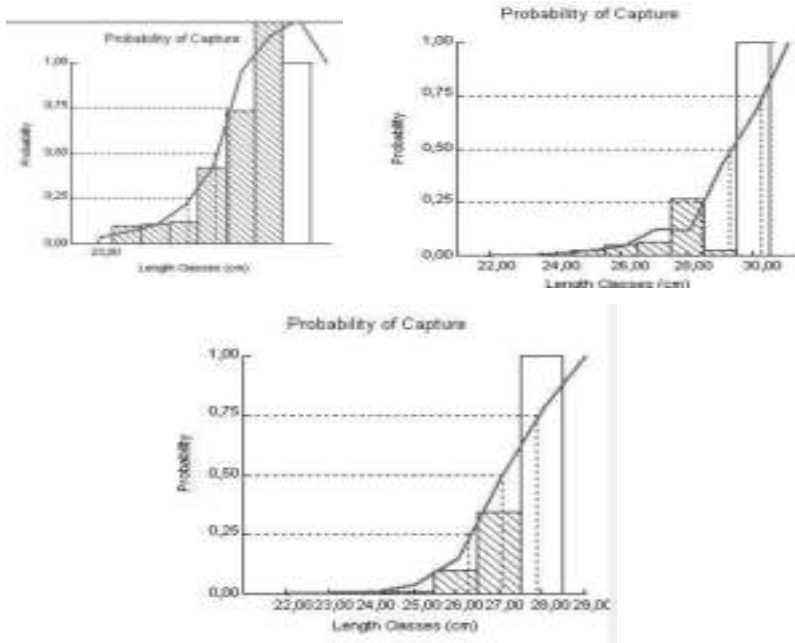 Probability of Capture
1,00
0,75
0,50
0,25
0,00
Probability
23,00
Length Classes (cm)
Probability of Capture
1,00
0,75
0,50
0,25
0,00
Probability
22,00 24,00 26,00 28,00 30,00
Length Classes (cm)
Probability of Capture
1,00
0,75
0,50
0,25
0,00
Probability
22,00 23,00 24,00 25,00 26,00 27,00 28,00 29,00
Length Classes (cm)